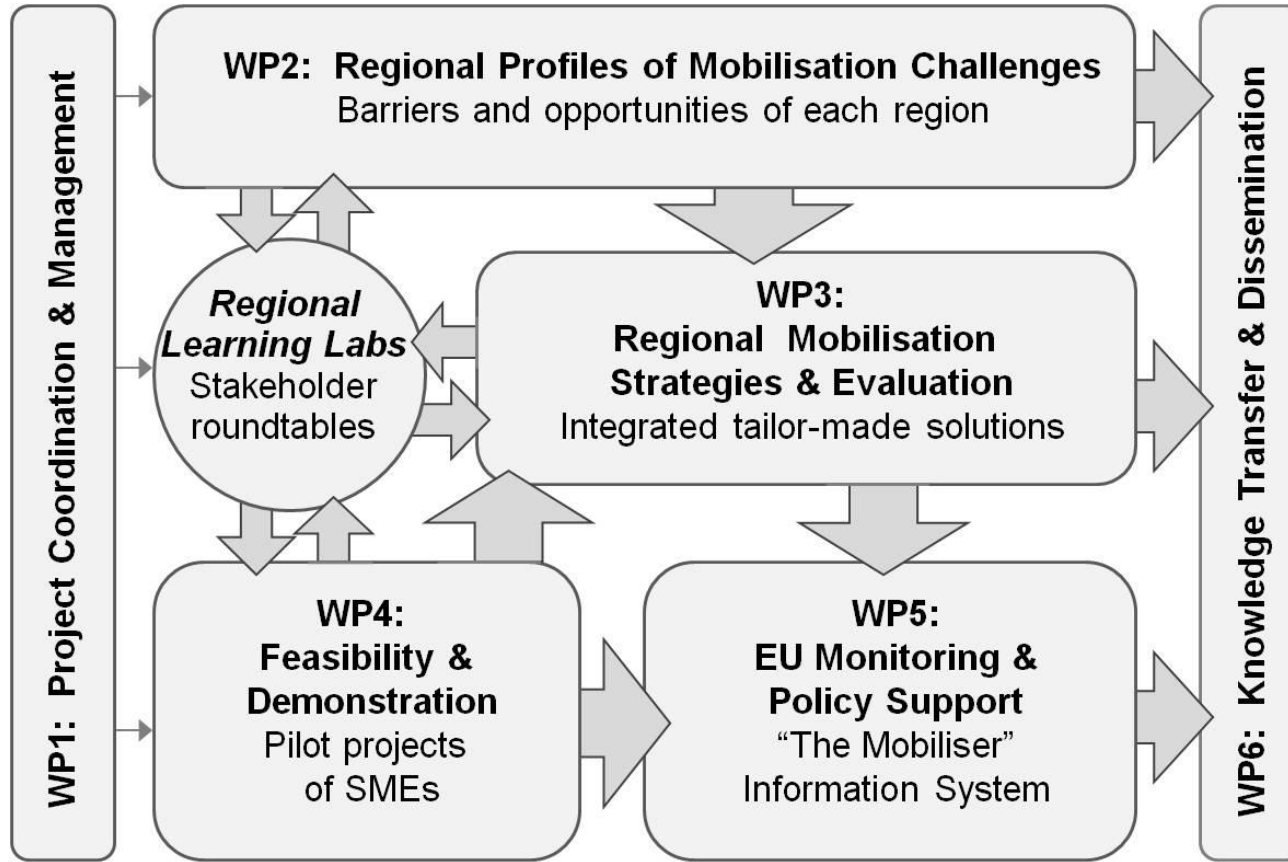 WP1: Project Coordination & Management
WP2: Regional Profiles of Mobilisation Challenges
Barriers and opportunities of each region
Regional
Learning Labs
Stakeholder
roundtables
WP3:
Regional Mobilisation
Strategies & Evaluation
Integrated tailor-made solutions
WP4:
Feasibility &
Demonstration
Pilot projects
of SMEs
WP5:
EU Monitoring &
Policy Support
“The Mobiliser”
Information System
WP6: Knowledge Transfer & Dissemination